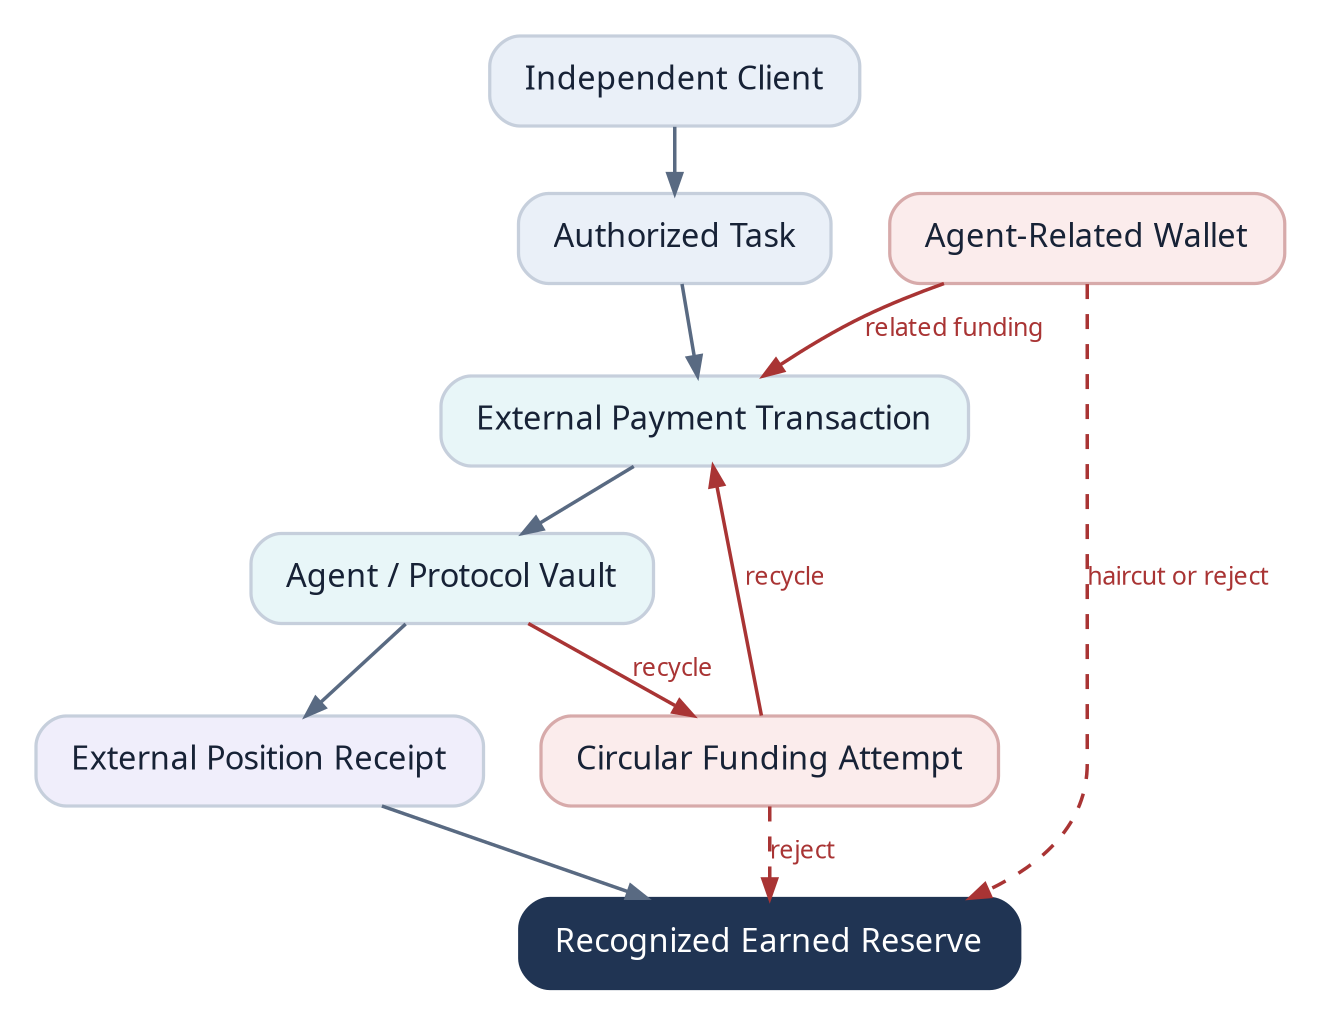 Independent Client
Authorized Task
Agent-Related Wallet
related funding
External Payment Transaction
Agent / Protocol Vault
recycle
haircut or reject
recycle
External Position Receipt
Circular Funding Attempt
reject
Recognized Earned Reserve